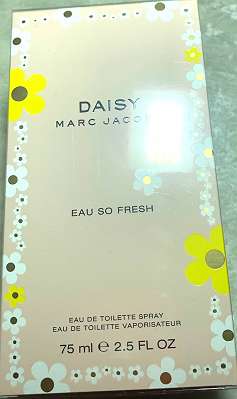 DAISY
MARC JACO
EAU SO FRESH
EAU DE TOILETTE SPRAY
EAU DE TOILETTE VAPORISATEUR
75 ml ℮ 2.5 FL OZ